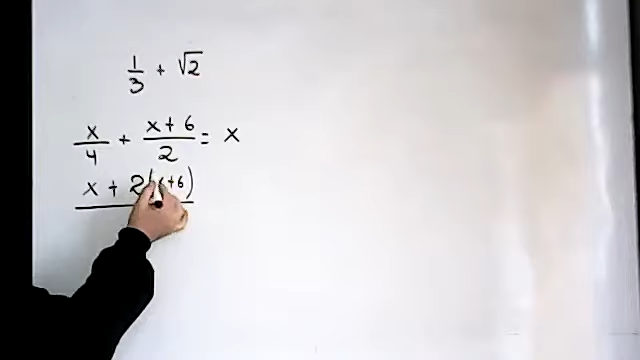 1/3 + √2
x/4 + (x+6)/2 = x
x + 2(x+6)